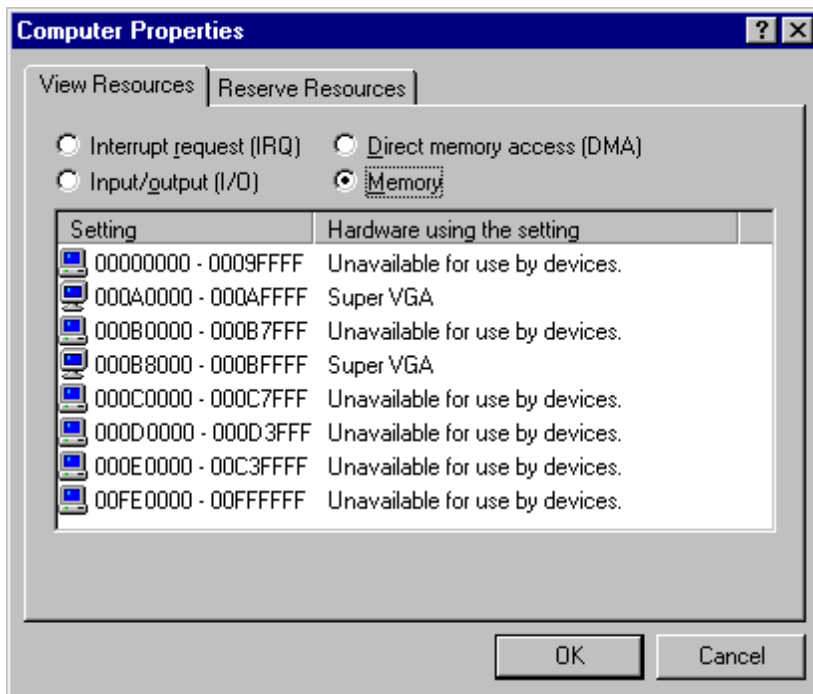 Computer Properties
View Resources Reserve Resources
Interrupt request (IRQ) Direct memory access (DMA)
Input/output (I/O) Memory
Setting Hardware using the setting
00000000 - 0009FFFF Unavailable for use by devices.
000A0000 - 000AFFFF Super VGA
000B0000 - 000B7FFF Unavailable for use by devices.
000B8000 - 000BFFFF Super VGA
000C0000 - 000C7FFF Unavailable for use by devices.
000D0000 - 000D3FFF Unavailable for use by devices.
000E0000 - 00C3FFFF Unavailable for use by devices.
00FE0000 - 00FFFFFF Unavailable for use by devices.
OK Cancel